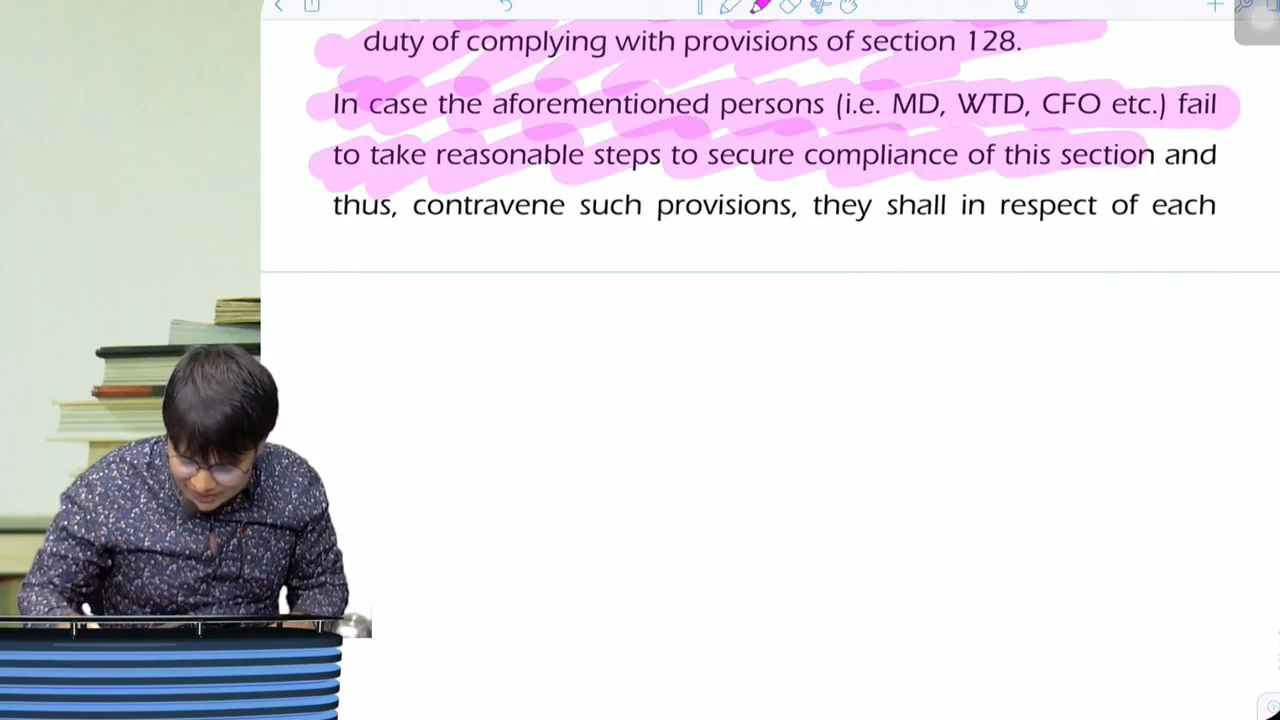 duty of complying with provisions of section 128.
In case the aforementioned persons (i.e. MD, WTD, CFO etc.) fail
to take reasonable steps to secure compliance of this section and
thus, contravene such provisions, they shall in respect of each